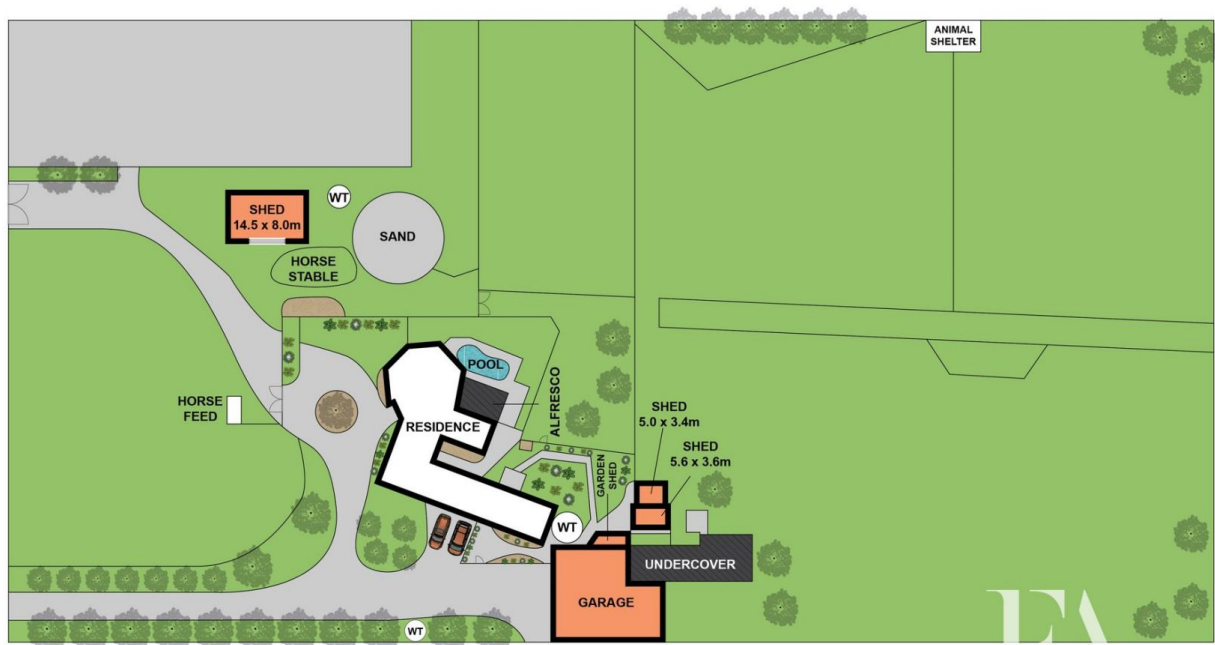 ANIMAL
SHELTER
SHED
14.5 x 8.0m
WT
SAND
HORSE
STABLE
POOL
ALFRESCO
HORSE
FEED
RESIDENCE
SHED
5.0 x 3.4m
SHED
5.6 x 3.6m
GARDEN
SHED
WT
UNDERCOVER
GARAGE
WT